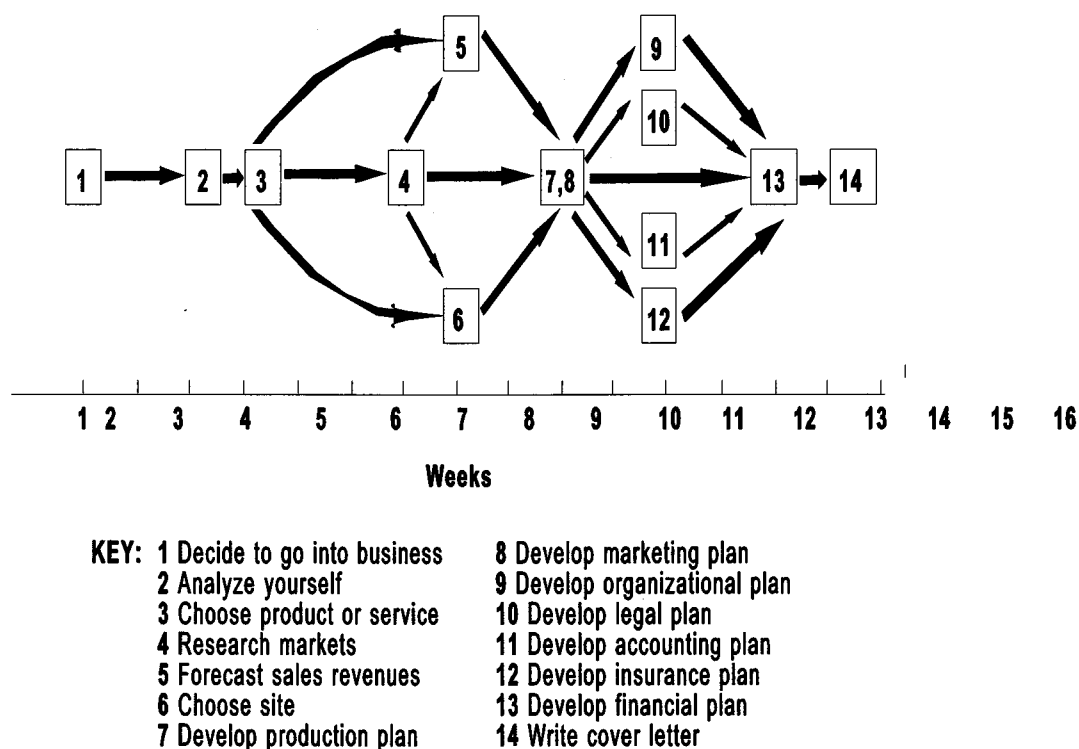 5 9
10
1 2 3 4 7,8 13 14
11
6 12
1 2 3 4 5 6 7 8 9 10 11 12 13 14 15 16
Weeks
KEY: 1 Decide to go into business
2 Analyze yourself
3 Choose product or service
4 Research markets
5 Forecast sales revenues
6 Choose site
7 Develop production plan
8 Develop marketing plan
9 Develop organizational plan
10 Develop legal plan
11 Develop accounting plan
12 Develop insurance plan
13 Develop financial plan
14 Write cover letter